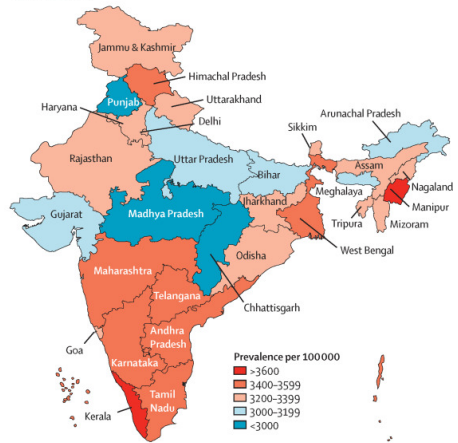 Jammu & Kashmir
Himachal Pradesh
Punjab
Uttarakhand
Haryana
Delhi
Arunachal Pradesh
Sikkim
Rajasthan
Uttar Pradesh
Assam
Bihar
Meghalaya
Nagaland
Jharkhand
Manipur
Gujarat
Madhya Pradesh
Tripura
Mizoram
West Bengal
Odisha
Maharashtra
Chhattisgarh
Telangana
Andhra
Pradesh
Goa
Karnataka
Kerala
Tamil
Nadu
Prevalence per 100 000
>3600
3400–3599
3200–3399
3000–3199
<3000